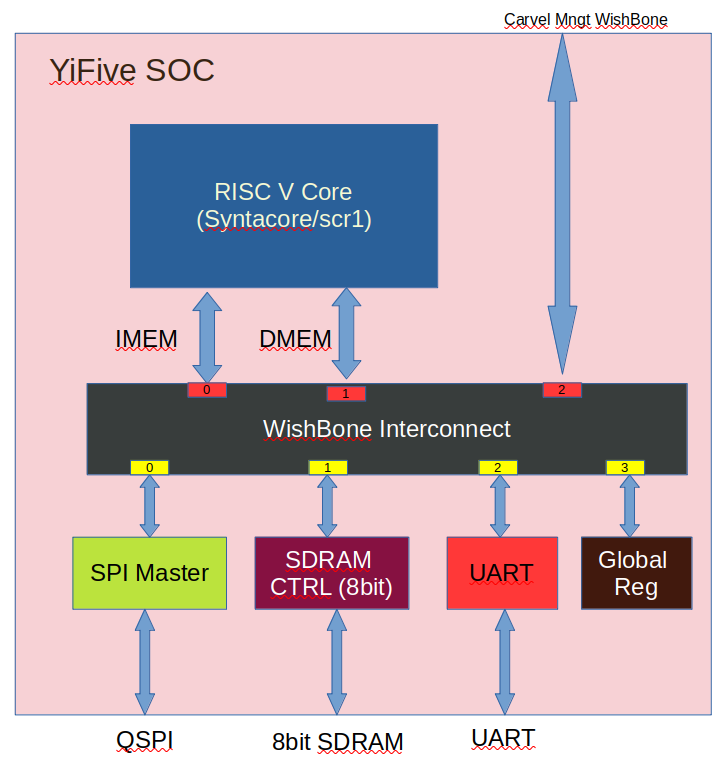 Carvel Mngt WishBone
YiFive SOC
RISC V Core
(Syntacore/scr1)
IMEM
DMEM
0
1
2
WishBone Interconnect
0
1
2
3
SPI Master
SDRAM
CTRL (8bit)
UART
Global
Reg
QSPI
8bit SDRAM
UART